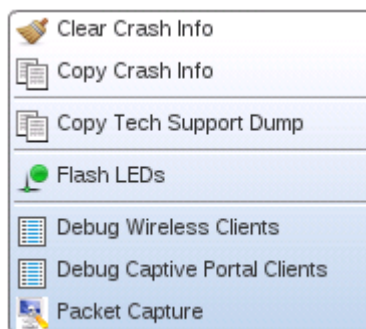 Clear Crash Info
Copy Crash Info
Copy Tech Support Dump
Flash LEDs
Debug Wireless Clients
Debug Captive Portal Clients
Packet Capture